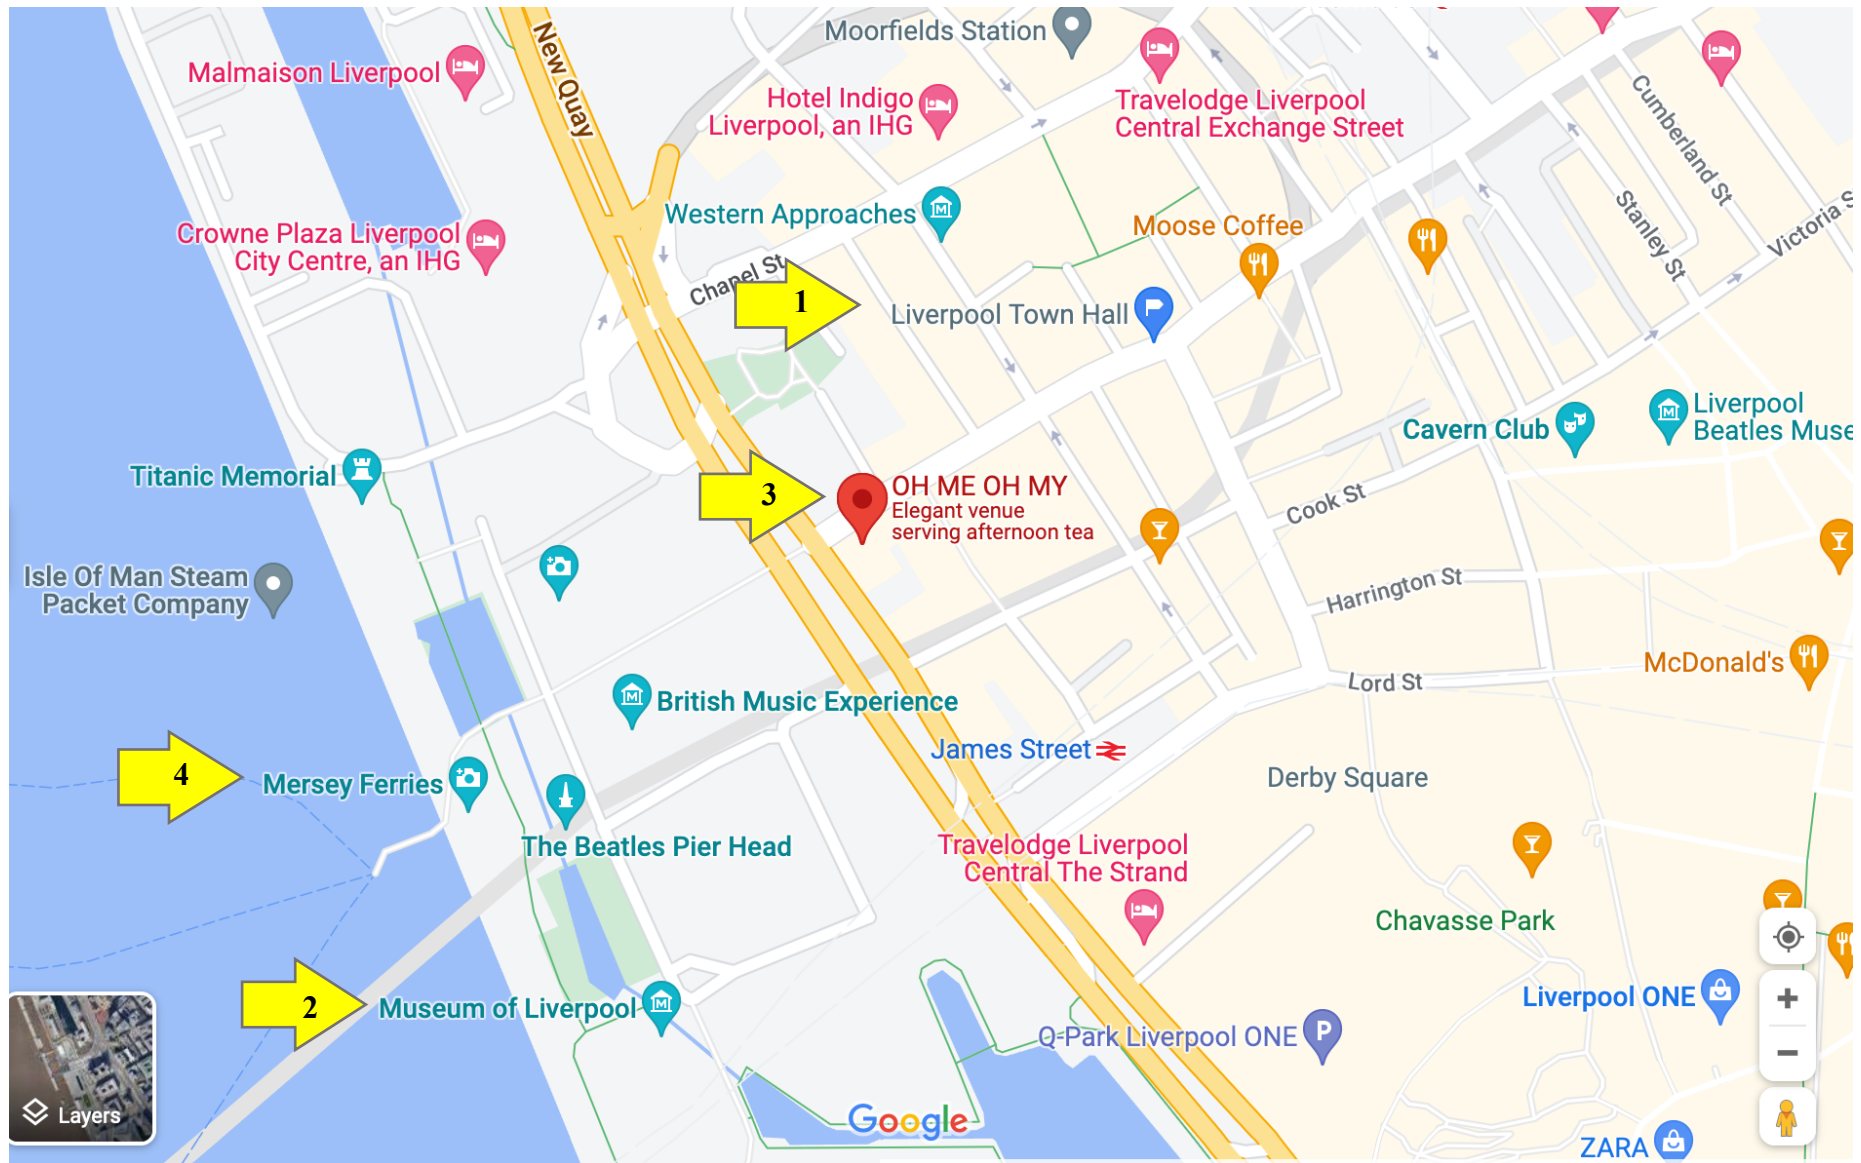 Moorfields Station
New Quay
Malmaison Liverpool
Hotel Indigo
Liverpool, an IHG
Travelodge Liverpool
Central Exchange Street
Cumberland St
Western Approaches
Moose Coffee
Stanley St
Victoria S
Crowne Plaza Liverpool
City Centre, an IHG
Chapel St
1
Liverpool Town Hall
Cavern Club
Liverpool
Beatles Muse
Titanic Memorial
3
OH ME OH MY
Elegant venue
serving afternoon tea
Cook St
Isle Of Man Steam
Packet Company
Harrington St
McDonald's
Lord St
British Music Experience
James Street
Derby Square
4
Mersey Ferries
The Beatles Pier Head
Travelodge Liverpool
Central The Strand
Chavasse Park
2
Museum of Liverpool
Liverpool ONE
Q-Park Liverpool ONE
P
Layers
Google
ZARA